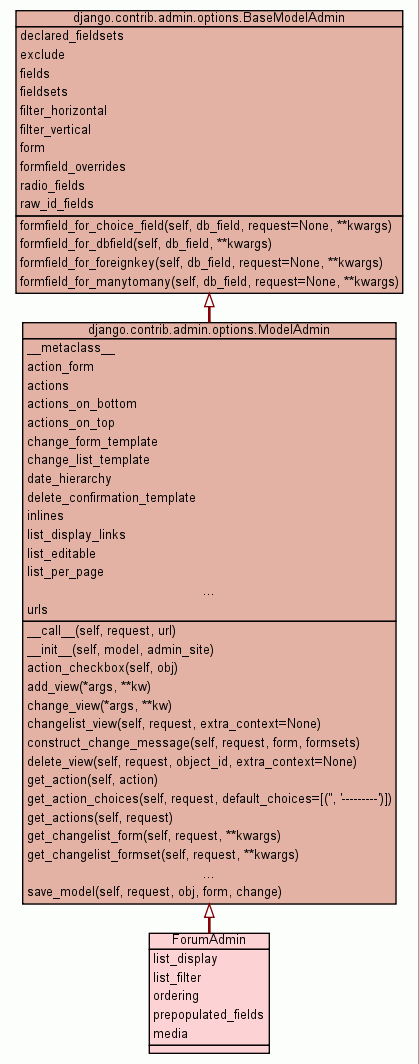 django.contrib.admin.options.BaseModelAdmin
declared_fieldsets
exclude
fields
fieldsets
filter_horizontal
filter_vertical
form
formfield_overrides
radio_fields
raw_id_fields
formfield_for_choice_field(self, db_field, request=None, **kwargs)
formfield_for_dbfield(self, db_field, **kwargs)
formfield_for_foreignkey(self, db_field, request=None, **kwargs)
formfield_for_manytomany(self, db_field, request=None, **kwargs)
django.contrib.admin.options.ModelAdmin
__metaclass__
action_form
actions
actions_on_bottom
actions_on_top
change_form_template
change_list_template
date_hierarchy
delete_confirmation_template
inlines
list_display_links
list_editable
list_per_page
...
urls
__call__(self, request, url)
__init__(self, model, admin_site)
action_checkbox(self, obj)
add_view(*args, **kw)
change_view(*args, **kw)
changelist_view(self, request, extra_context=None)
construct_change_message(self, request, form, formsets)
delete_view(self, request, object_id, extra_context=None)
get_action(self, action)
get_action_choices(self, request, default_choices=[('', '---------')])
get_actions(self, request)
get_changelist_form(self, request, **kwargs)
get_changelist_formset(self, request, **kwargs)
...
save_model(self, request, obj, form, change)
ForumAdmin
list_display
list_filter
ordering
prepopulated_fields
media